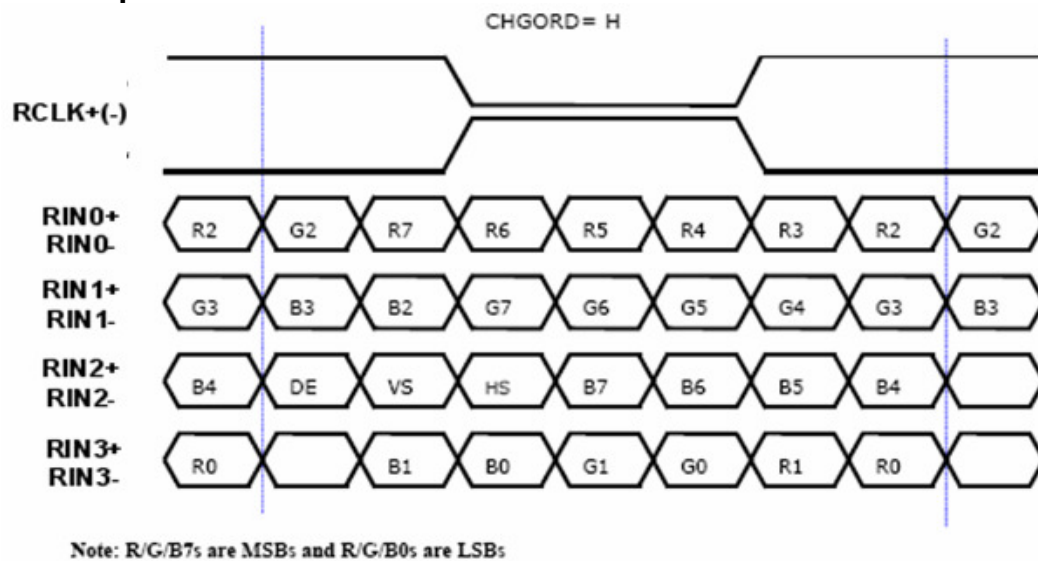 CHGORD= H
RCLK+(-)
RIN0+
RIN0-
R2 G2 R7 R6 R5 R4 R3 R2 G2
RIN1+
RIN1-
G3 B3 B2 G7 G6 G5 G4 G3 B3
RIN2+
RIN2-
B4 DE VS HS B7 B6 B5 B4
RIN3+
RIN3-
R0 B1 B0 G1 G0 R1 R0
Note: R/G/B7s are MSBs and R/G/B0s are LSBs